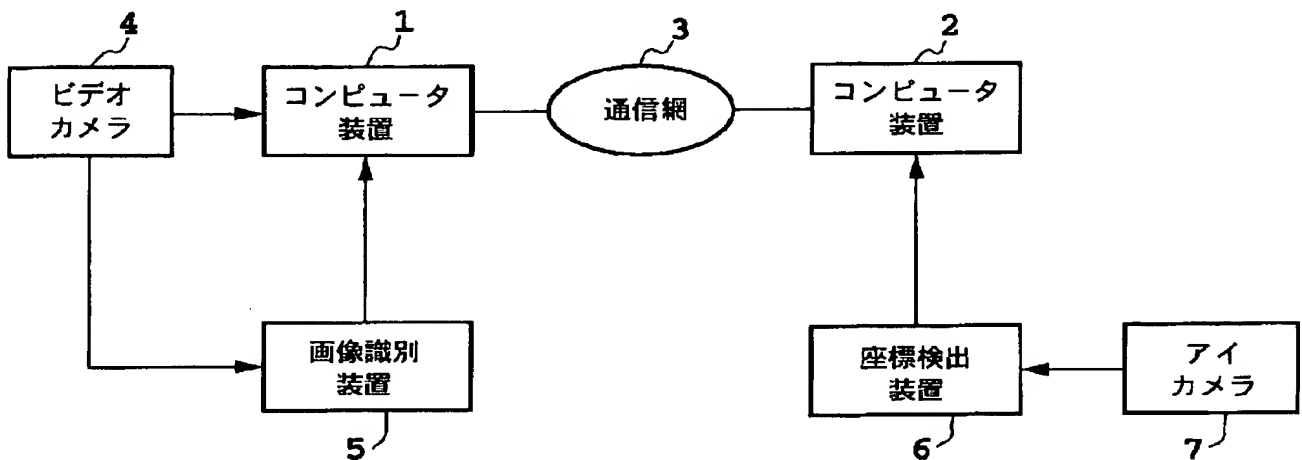 4
1
3
2
ビデオ
カメラ
コンピュータ
装置
通信網
コンピュータ
装置
画像識別
装置
座標検出
装置
アイ
カメラ
5
6
7